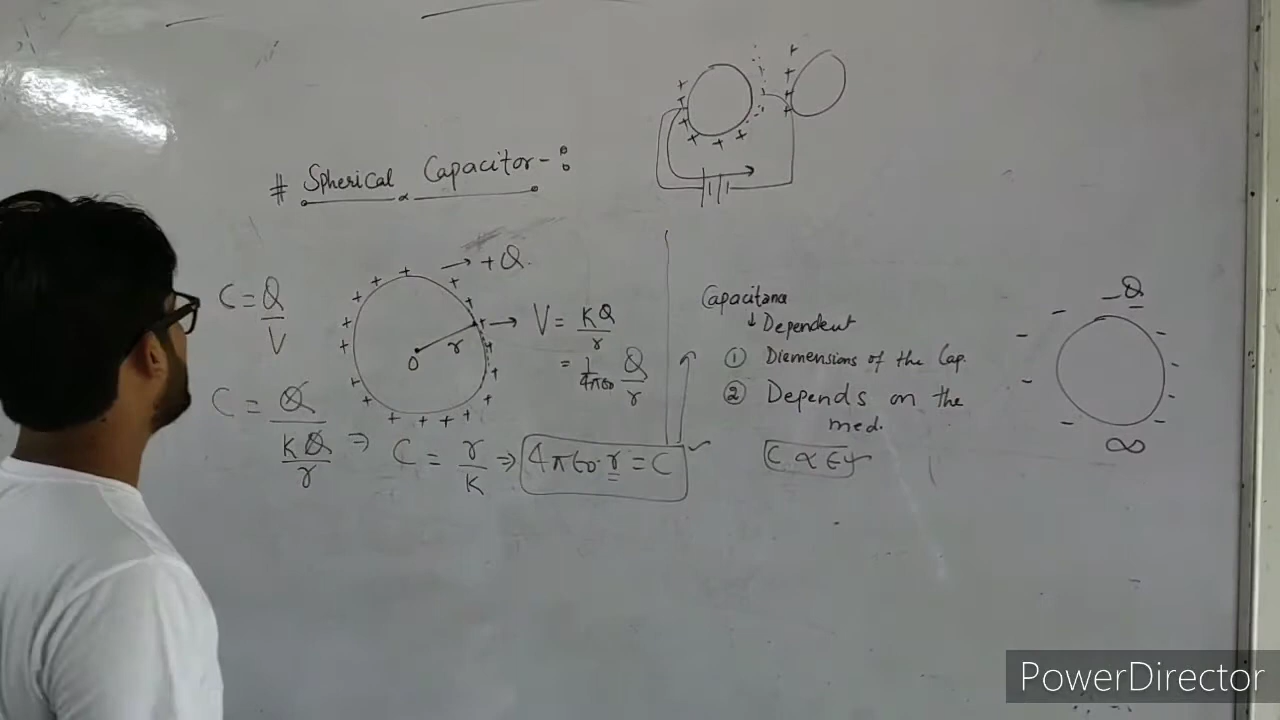 # Spherical Capacitor -:
C = Q/V
→ +Q
V = KQ/r
= 1/4πϵ0 Q/r
r
O
C = Q/(KQ/r) ⇒ C = r/K ⇒ 4πϵ0·r = C
Capacitance
↓ Dependent
① Diemensions of the Cap.
② Depends on the
med.
C ∝ ϵr
-Q
∞
PowerDirector